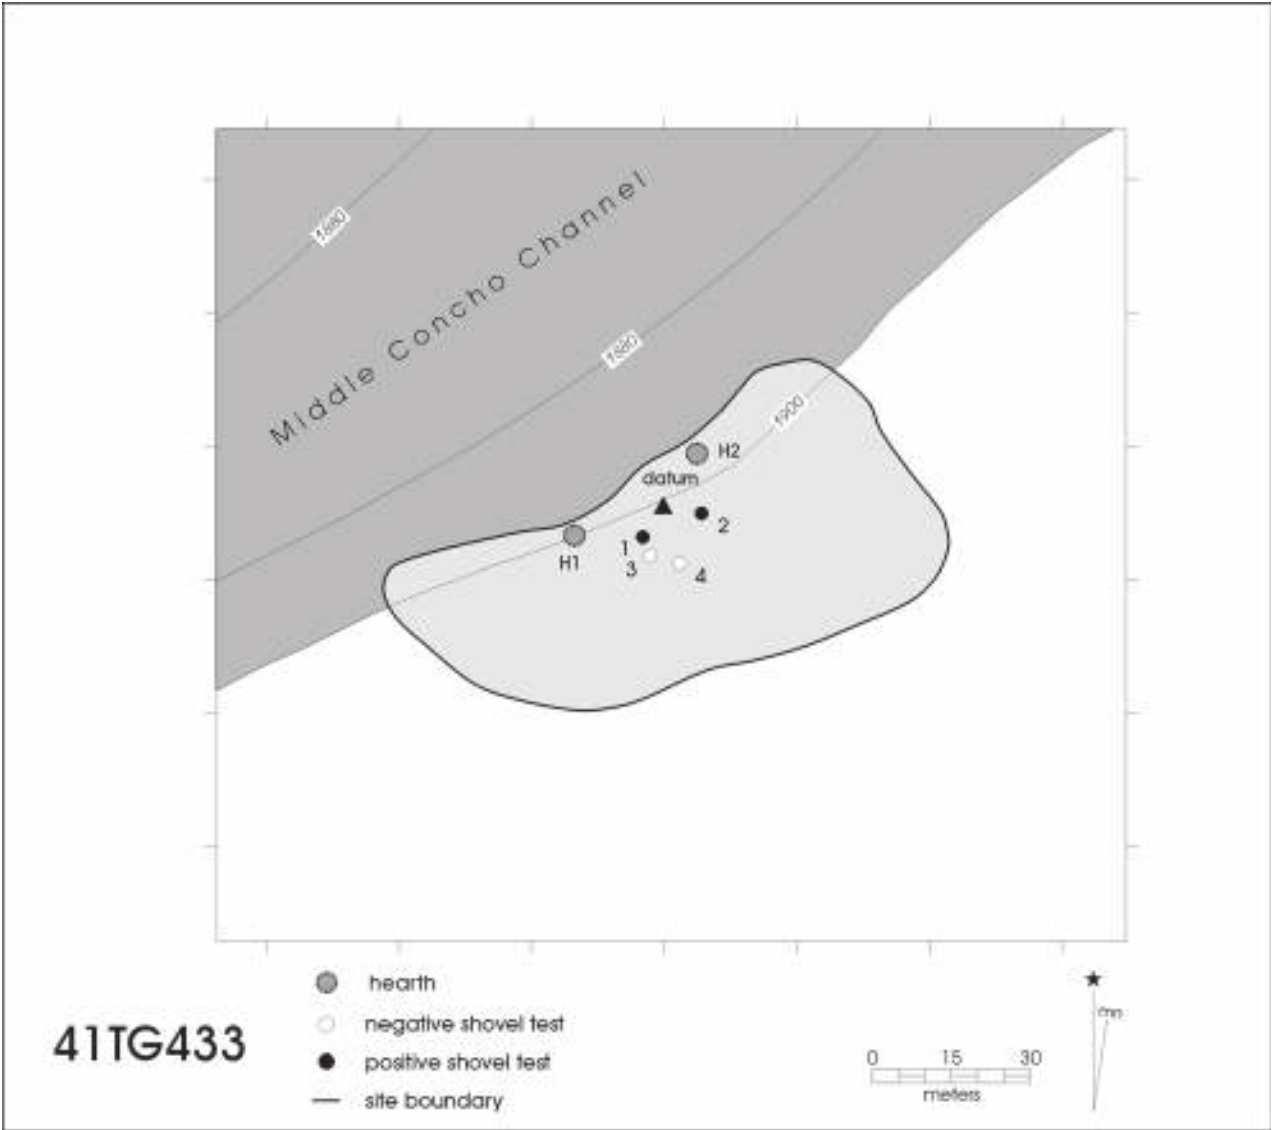 1880
Middle Concho Channel
1880
1900
H2
datum
2
1
H1
3
4
hearth
negative shovel test
positive shovel test
site boundary
41TG433
0 15 30
meters
mn